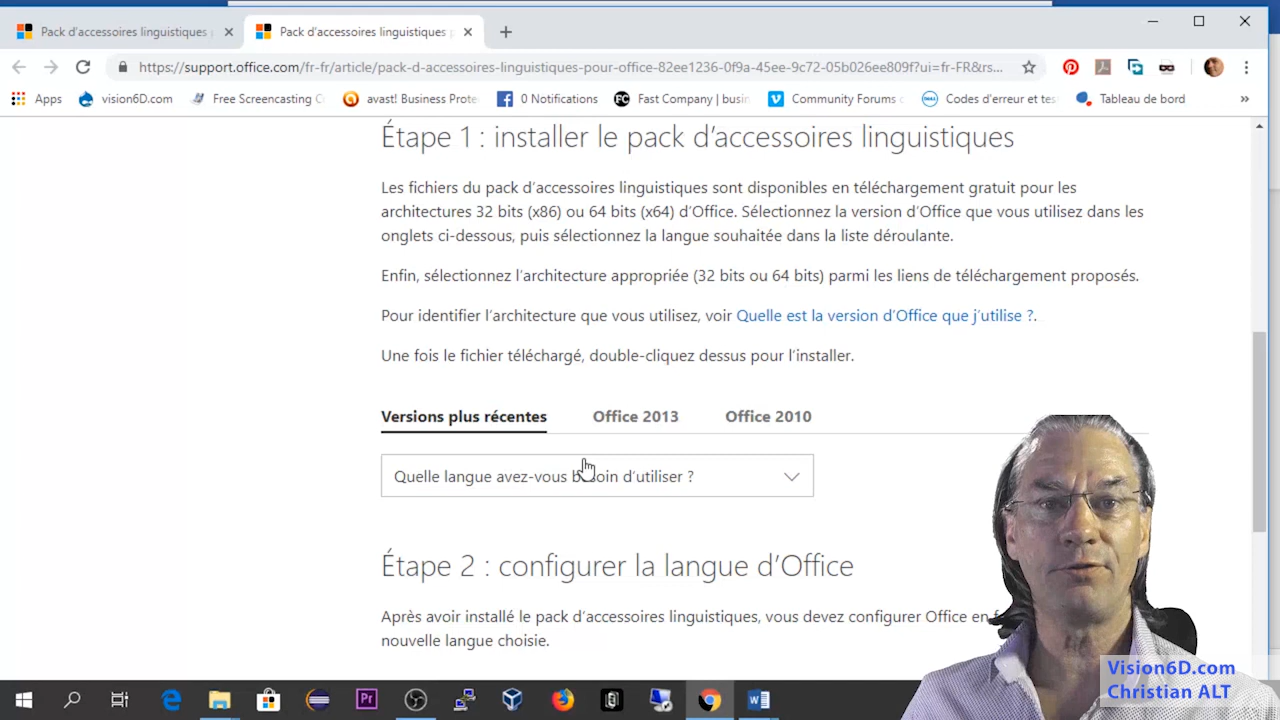 Pack d'accessoires linguistiques p
Pack d'accessoires linguistiques p
https://support.office.com/fr-fr/article/pack-d-accessoires-linguistiques-pour-office-82ee1236-0f9a-45ee-9c72-05b026ee809f?ui=fr-FR&rs...
Apps
vision6D.com
Free Screencasting C
avast! Business Prote
0 Notifications
Fast Company | busin
Community Forums
Codes d'erreur et tes
Tableau de bord
»
Étape 1 : installer le pack d'accessoires linguistiques
Les fichiers du pack d'accessoires linguistiques sont disponibles en téléchargement gratuit pour les
architectures 32 bits (x86) ou 64 bits (x64) d'Office. Sélectionnez la version d'Office que vous utilisez dans les
onglets ci-dessous, puis sélectionnez la langue souhaitée dans la liste déroulante.
Enfin, sélectionnez l'architecture appropriée (32 bits ou 64 bits) parmi les liens de téléchargement proposés.
Pour identifier l'architecture que vous utilisez, voir Quelle est la version d'Office que j'utilise ?.
Une fois le fichier téléchargé, double-cliquez dessus pour l'installer.
Versions plus récentes
Office 2013
Office 2010
Quelle langue avez-vous besoin d'utiliser ?
Étape 2 : configurer la langue d'Office
Après avoir installé le pack d'accessoires linguistiques, vous devez configurer Office en f
nouvelle langue choisie.
Vision6D.com
Christian ALT